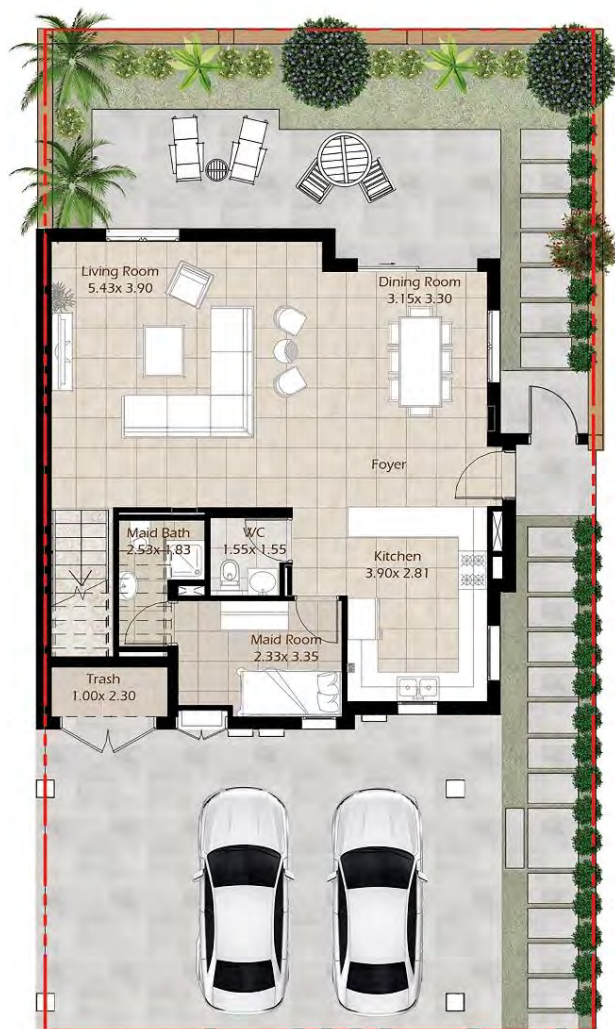 Living Room
5.43x 3.90
Dining Room
3.15x 3.30
Foyer
Maid Bath
2.53x 1.83
WC
1.55x 1.55
Kitchen
3.90x 2.81
Maid Room
2.33x 3.35
Trash
1.00x 2.30